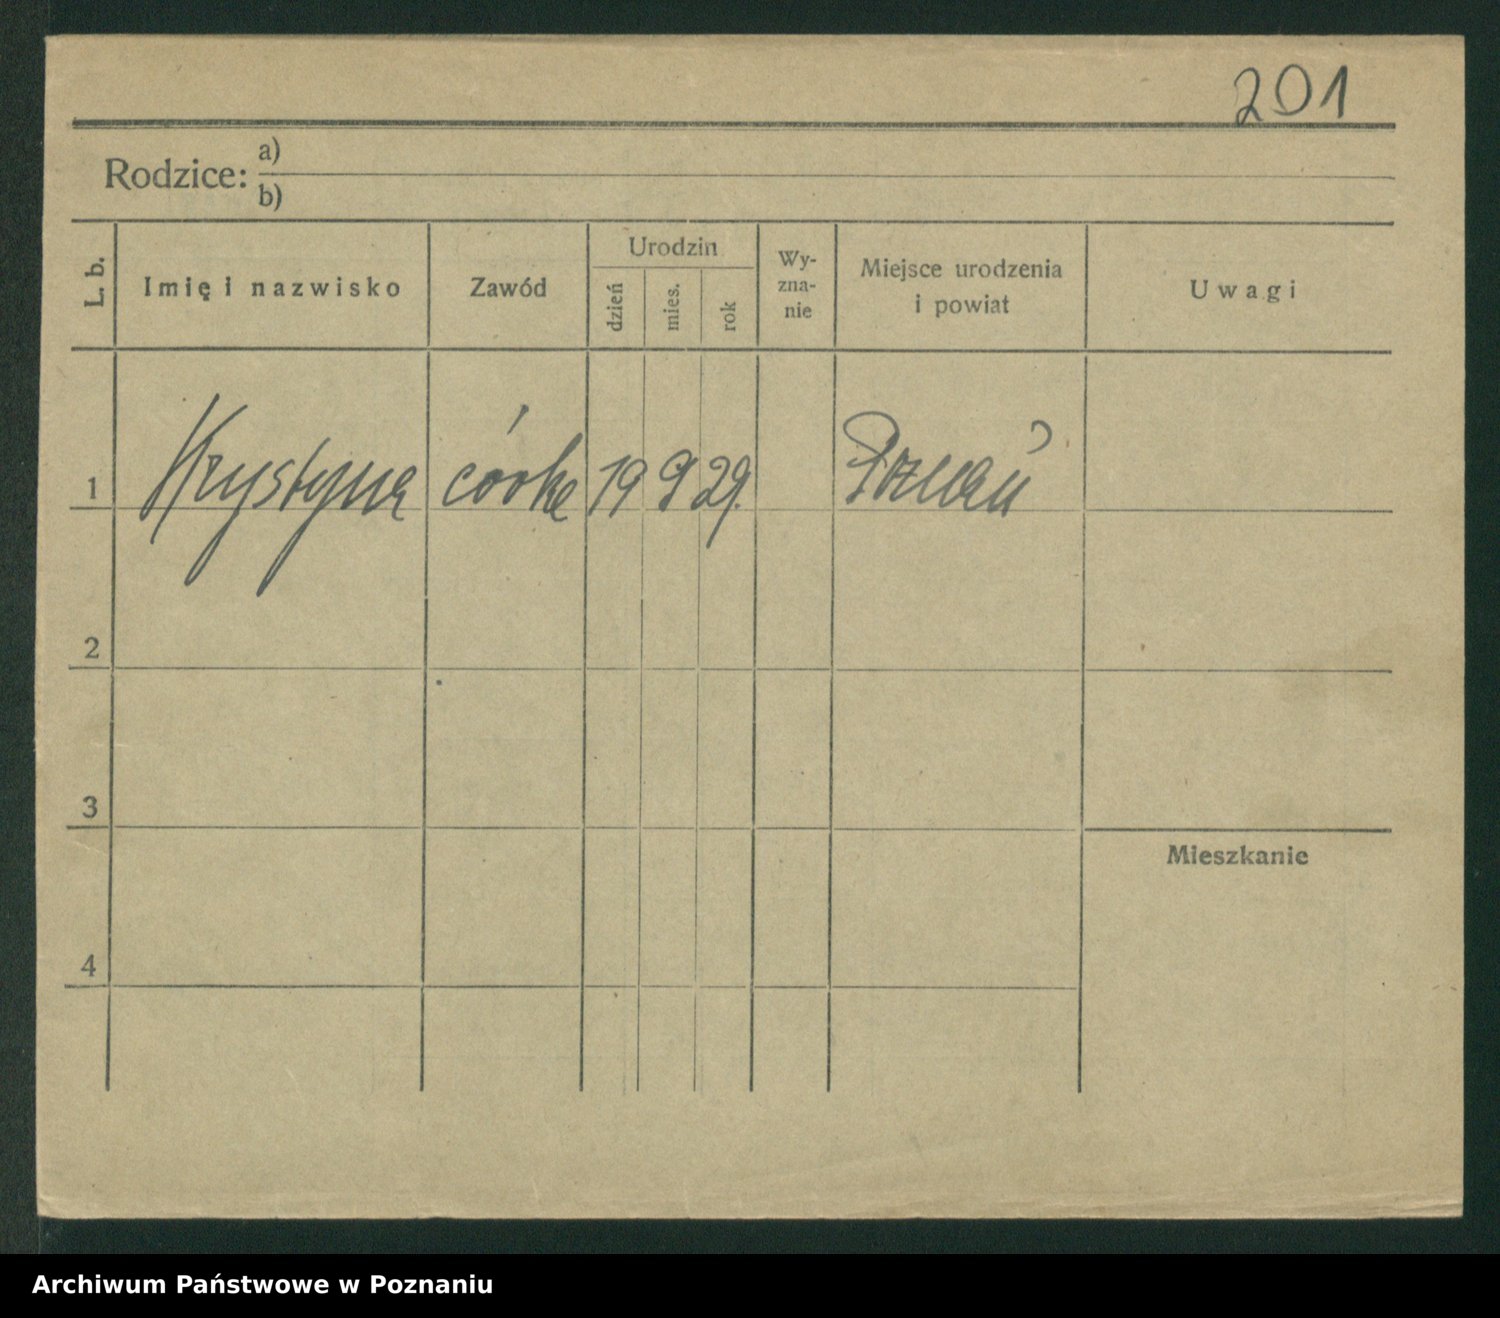 201
Rodzice: a)
b)
L. b. Imię i nazwisko Zawód Urodzin dzień mies. rok Wy-zna-nie Miejsce urodzenia i powiat Uwagi
1 Krystyna córka 19 9 29. Poznań
2
3
Mieszkanie
4
Archiwum Państwowe w Poznaniu